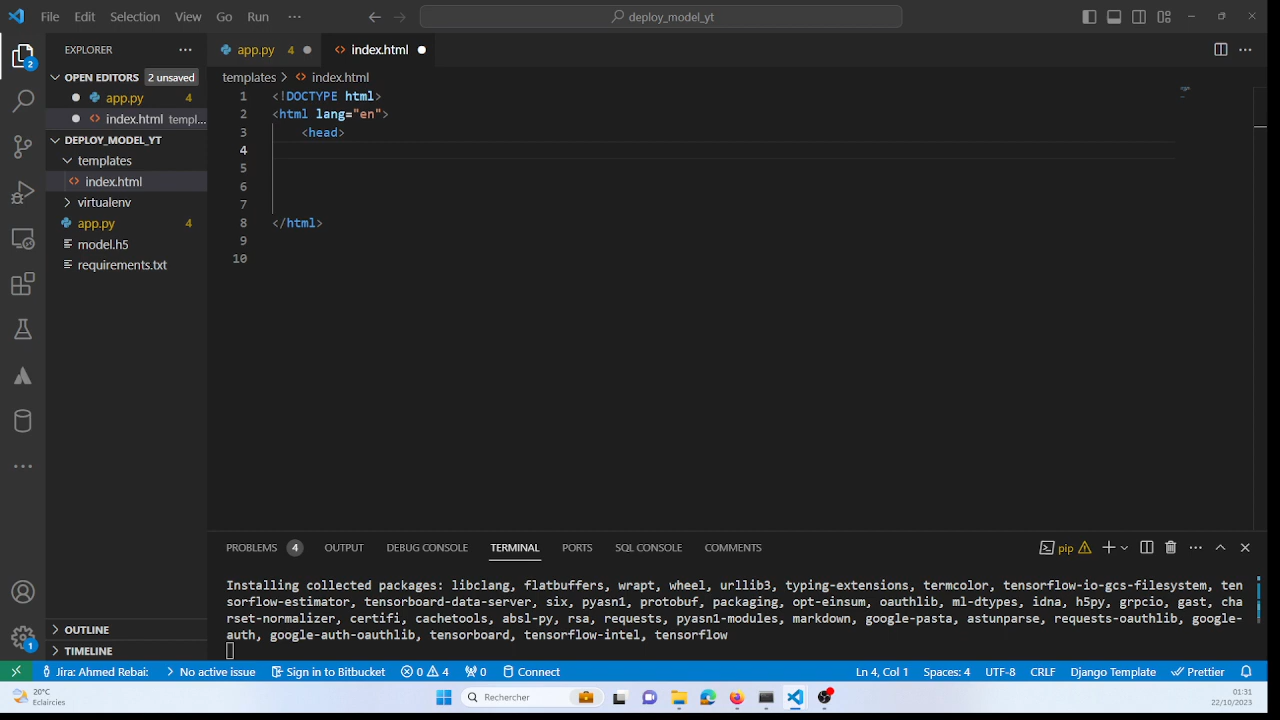 File Edit Selection View Go Run ··· deploy_model_yt
EXPLORER ···
2
OPEN EDITORS 2 unsaved
app.py 4
index.html templ...
DEPLOY_MODEL_YT
templates
index.html
virtualenv
app.py 4
model.h5
requirements.txt
OUTLINE
TIMELINE
1
app.py 4 index.html
templates > index.html
1 <!DOCTYPE html>
2 <html lang="en">
3 <head>
4
5
6
7
8 </html>
9
10
PROBLEMS 4 OUTPUT DEBUG CONSOLE TERMINAL PORTS SQL CONSOLE COMMENTS pip
Installing collected packages: libclang, flatbuffers, wrapt, wheel, urllib3, typing-extensions, termcolor, tensorflow-io-gcs-filesystem, ten
sorflow-estimator, tensorboard-data-server, six, pyasn1, protobuf, packaging, opt-einsum, oauthlib, ml-dtypes, idna, h5py, grpcio, gast, cha
rset-normalizer, certifi, cachetools, absl-py, rsa, requests, pyasn1-modules, markdown, google-pasta, astunparse, requests-oauthlib, google-
auth, google-auth-oauthlib, tensorboard, tensorflow-intel, tensorflow
Jira: Ahmed Rebai: No active issue Sign in to Bitbucket 0 4 0 Connect Ln 4, Col 1 Spaces: 4 UTF-8 CRLF Django Template Prettier
20°C
Eclaircies
Rechercher
01:31
22/10/2023